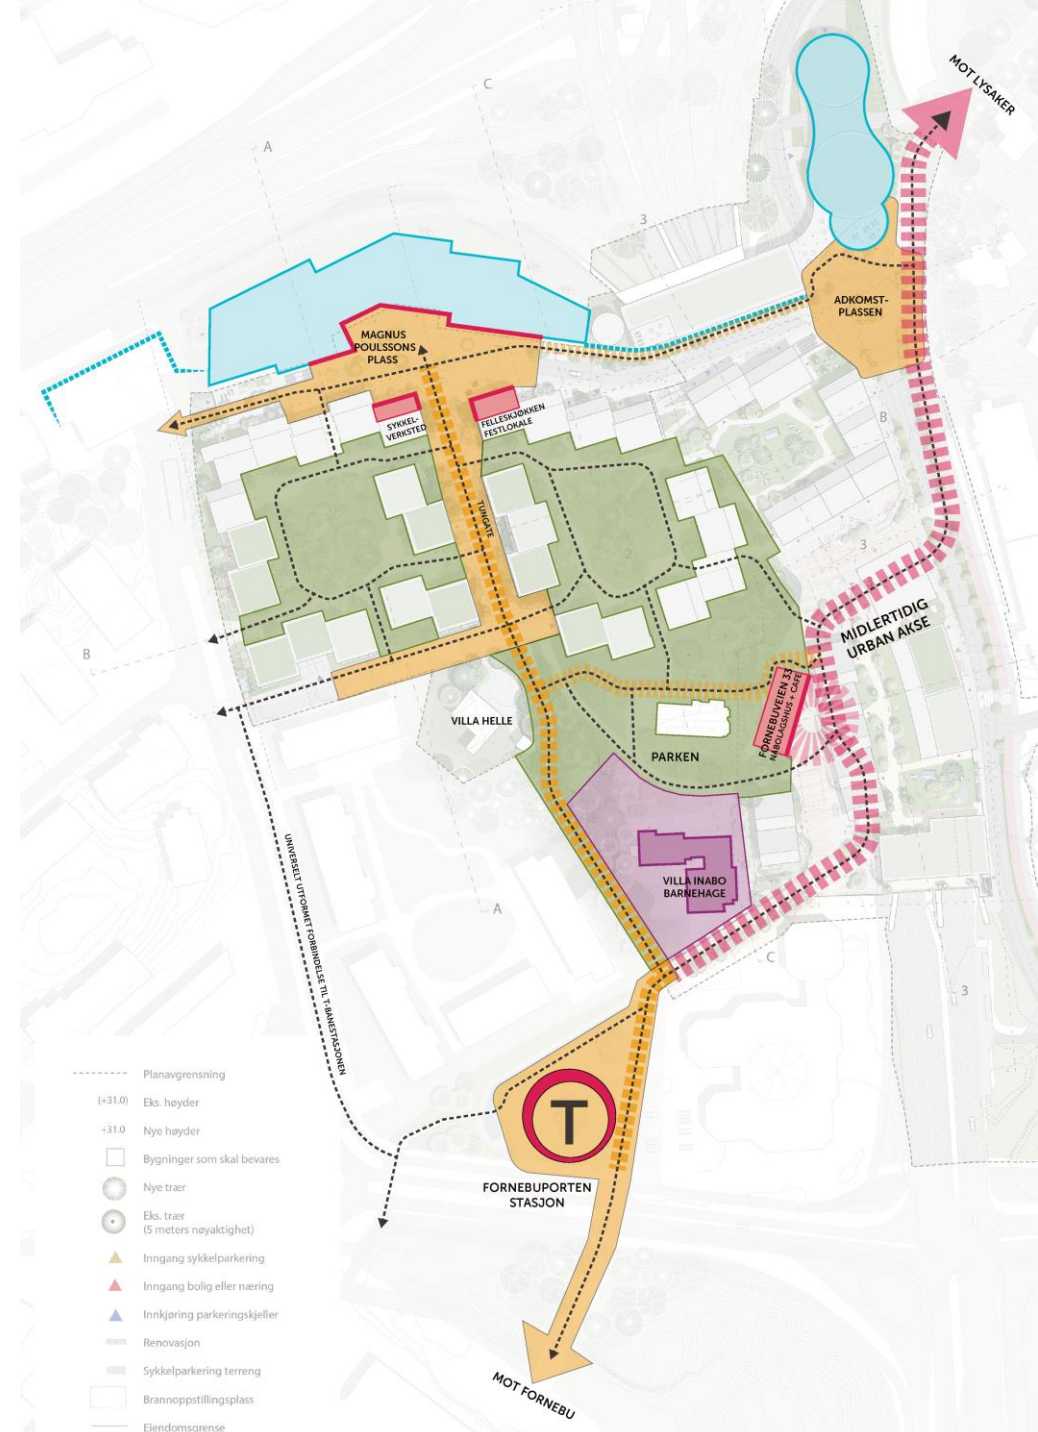 MOT LYSAKER
C
A
3
ADKOMST-
PLASSEN
MAGNUS
POULSSONS
PLASS
SYKKEL-
VERKSTED
FELLESKJØKKEN
FESTLOKALE
B
TUNGATE
2
3
MIDLERTIDIG
URBAN AKSE
B
FORNEBUVEIEN 33
NABOLAGSHUS + CAFE
VILLA HELLE
PARKEN
VILLA INABO
BARNEHAGE
UNIVERSELT UTFORMET FORBINDELSE TIL T-BANESTASJONEN
A
C
3
T
FORNEBUPORTEN
STASJON
MOT FORNEBU
Planavgrensning
(+31.0) Eks. høyder
+31.0 Nye høyder
Bygninger som skal bevares
Nye trær
Eks. trær
(5 meters nøyaktighet)
Inngang sykkelparkering
Inngang bolig eller næring
Innkjøring parkeringskjeller
Renovasjon
Sykkelparkering terreng
Brannoppstillingsplass
Eiendomsgrense